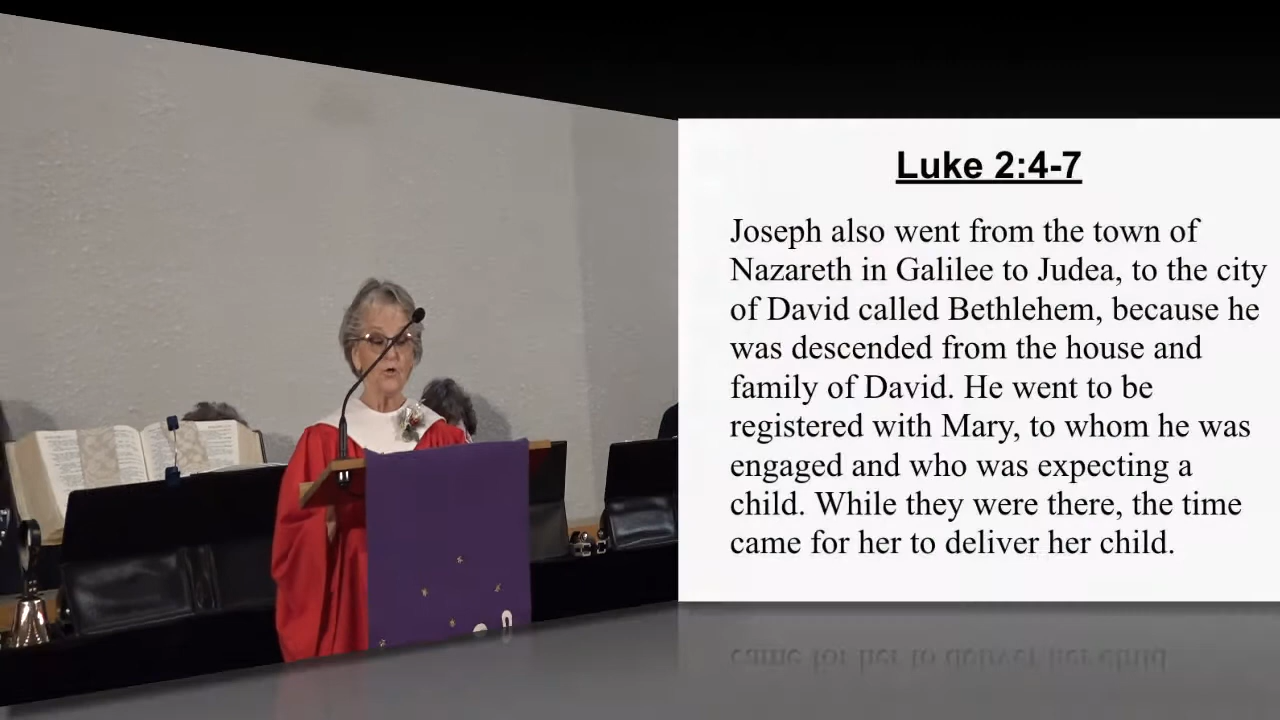 Luke 2:4-7
Joseph also went from the town of
Nazareth in Galilee to Judea, to the city
of David called Bethlehem, because he
was descended from the house and
family of David. He went to be
registered with Mary, to whom he was
engaged and who was expecting a
child. While they were there, the time
came for her to deliver her child.